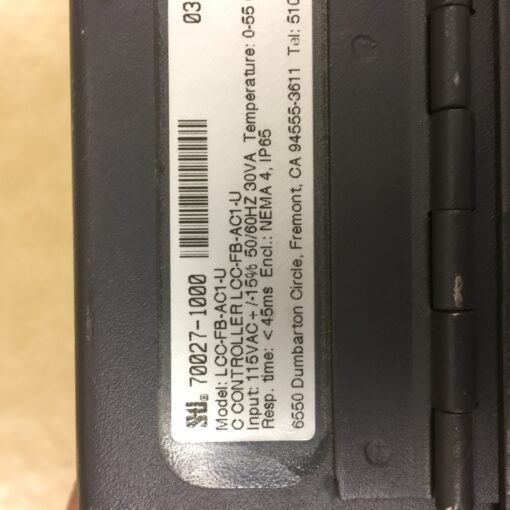 STI® 70027-1000 03
Model: LCC-FB-AC1-U
C CONTROLLER LCC-FB-AC1-U
Input: 115VAC + /-15% 50/60HZ 30VA Temperature: 0-55
Resp. time: < 45ms Encl.: NEMA 4, IP65
6550 Dumbarton Circle, Fremont, CA 94555-3611 Tel: 510